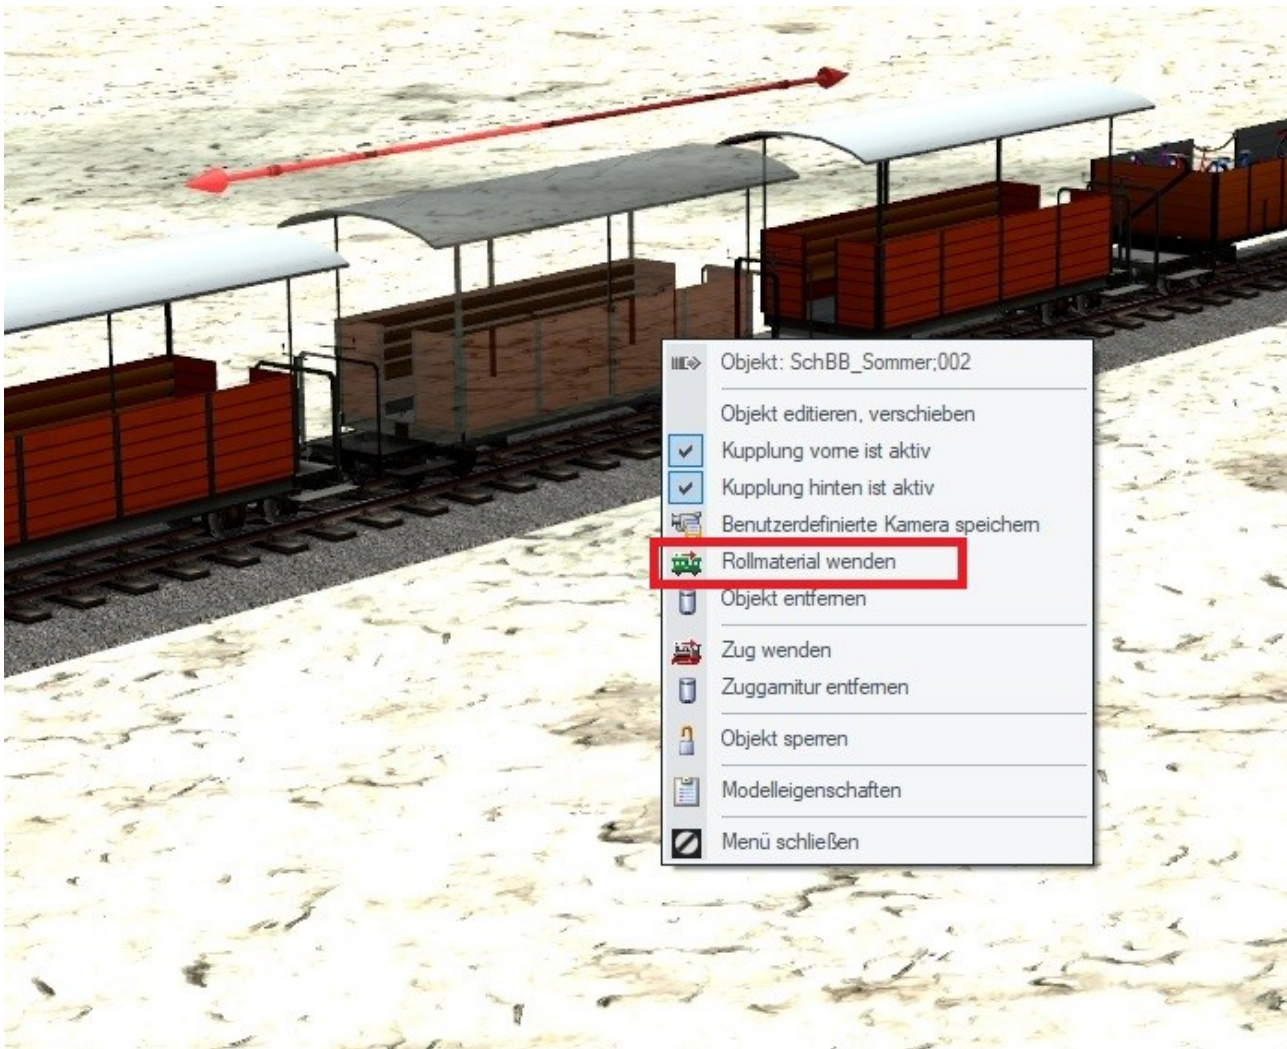 Objekt: SchBB_Sommer;002
Objekt editieren, verschieben
Kupplung vorne ist aktiv
Kupplung hinten ist aktiv
Benutzerdefinierte Kamera speichern
Rollmaterial wenden
Objekt entfernen
Zug wenden
Zuggarnitur entfernen
Objekt sperren
Modelleigenschaften
Menü schließen